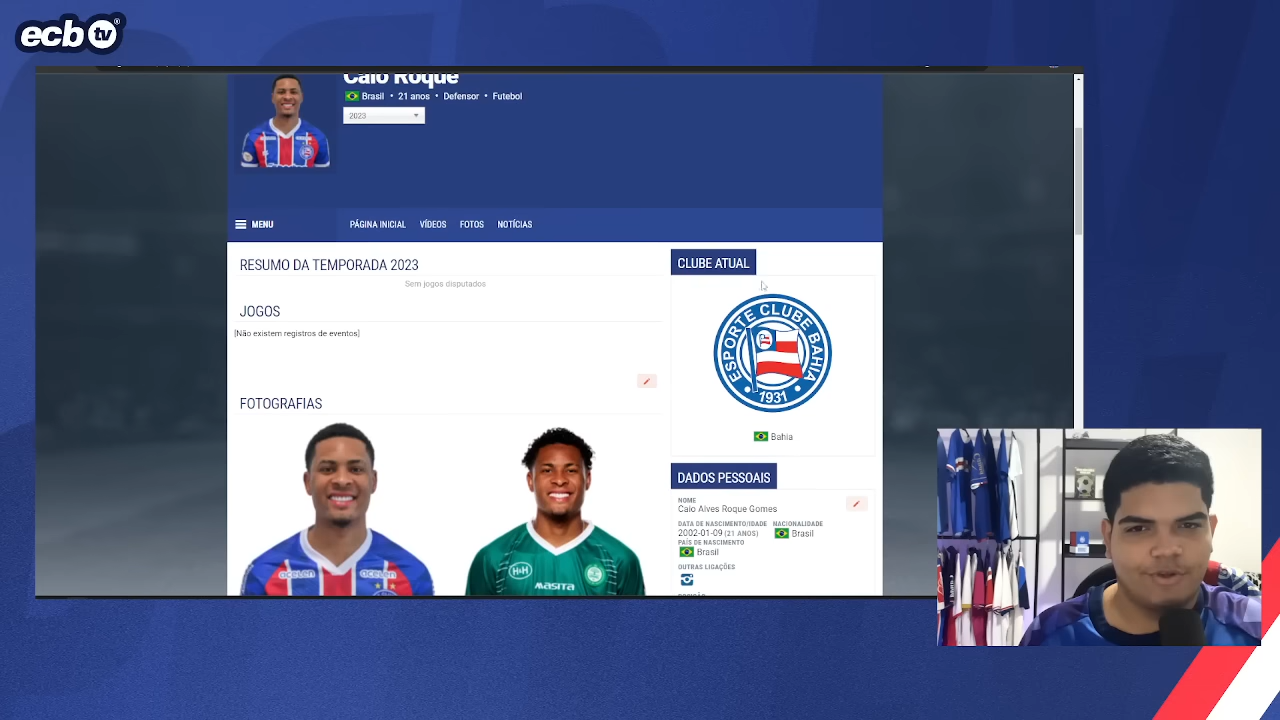 ecb tv
Caio Roque
Brasil • 21 anos • Defensor • Futebol
2023
MENU
PÁGINA INICIAL
VÍDEOS
FOTOS
NOTÍCIAS
RESUMO DA TEMPORADA 2023
Sem jogos disputados
JOGOS
[Não existem registros de eventos]
FOTOGRAFIAS
acelen
acelen
H&H
MASITA
CLUBE ATUAL
ESPORTE CLUBE BAHIA
1931
Bahia
DADOS PESSOAIS
NOME
Caio Alves Roque Gomes
DATA DE NASCIMENTO/IDADE
2002-01-09 (21 ANOS)
NACIONALIDADE
Brasil
PAÍS DE NASCIMENTO
Brasil
OUTRAS LIGAÇÕES